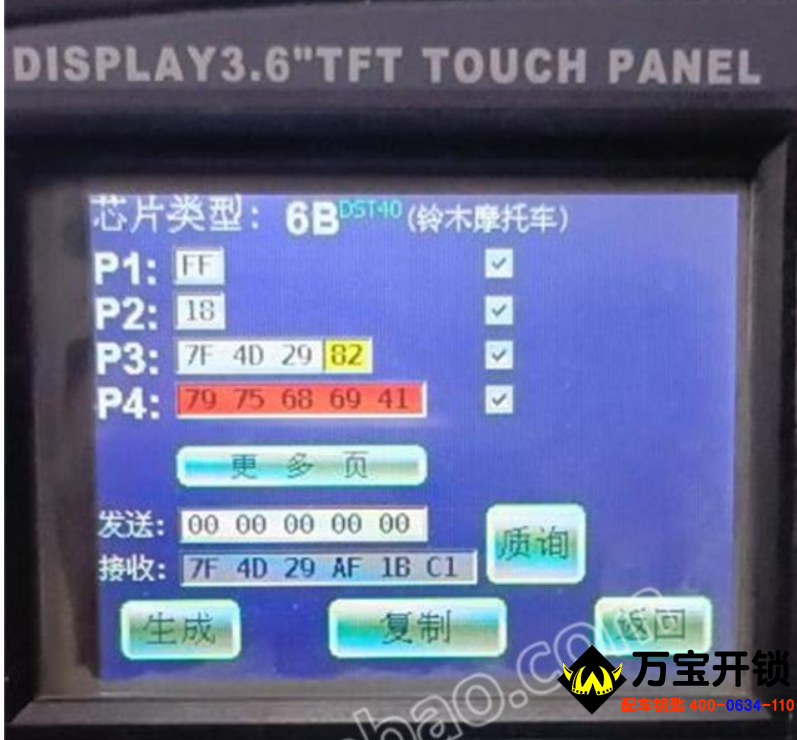 DISPLAY3.6"TFT TOUCH PANEL
芯片类型：6B DST40 (铃木摩托车)
P1: FF
P2: 18
P3: 7F 4D 29 82
P4: 79 75 68 69 41
更多页
发送: 00 00 00 00 00
质询
接收: 7F 4D 29 AF 1B C1
生成 复制 返回
万宝开锁
配车钥匙 400-0634-110
bao.com